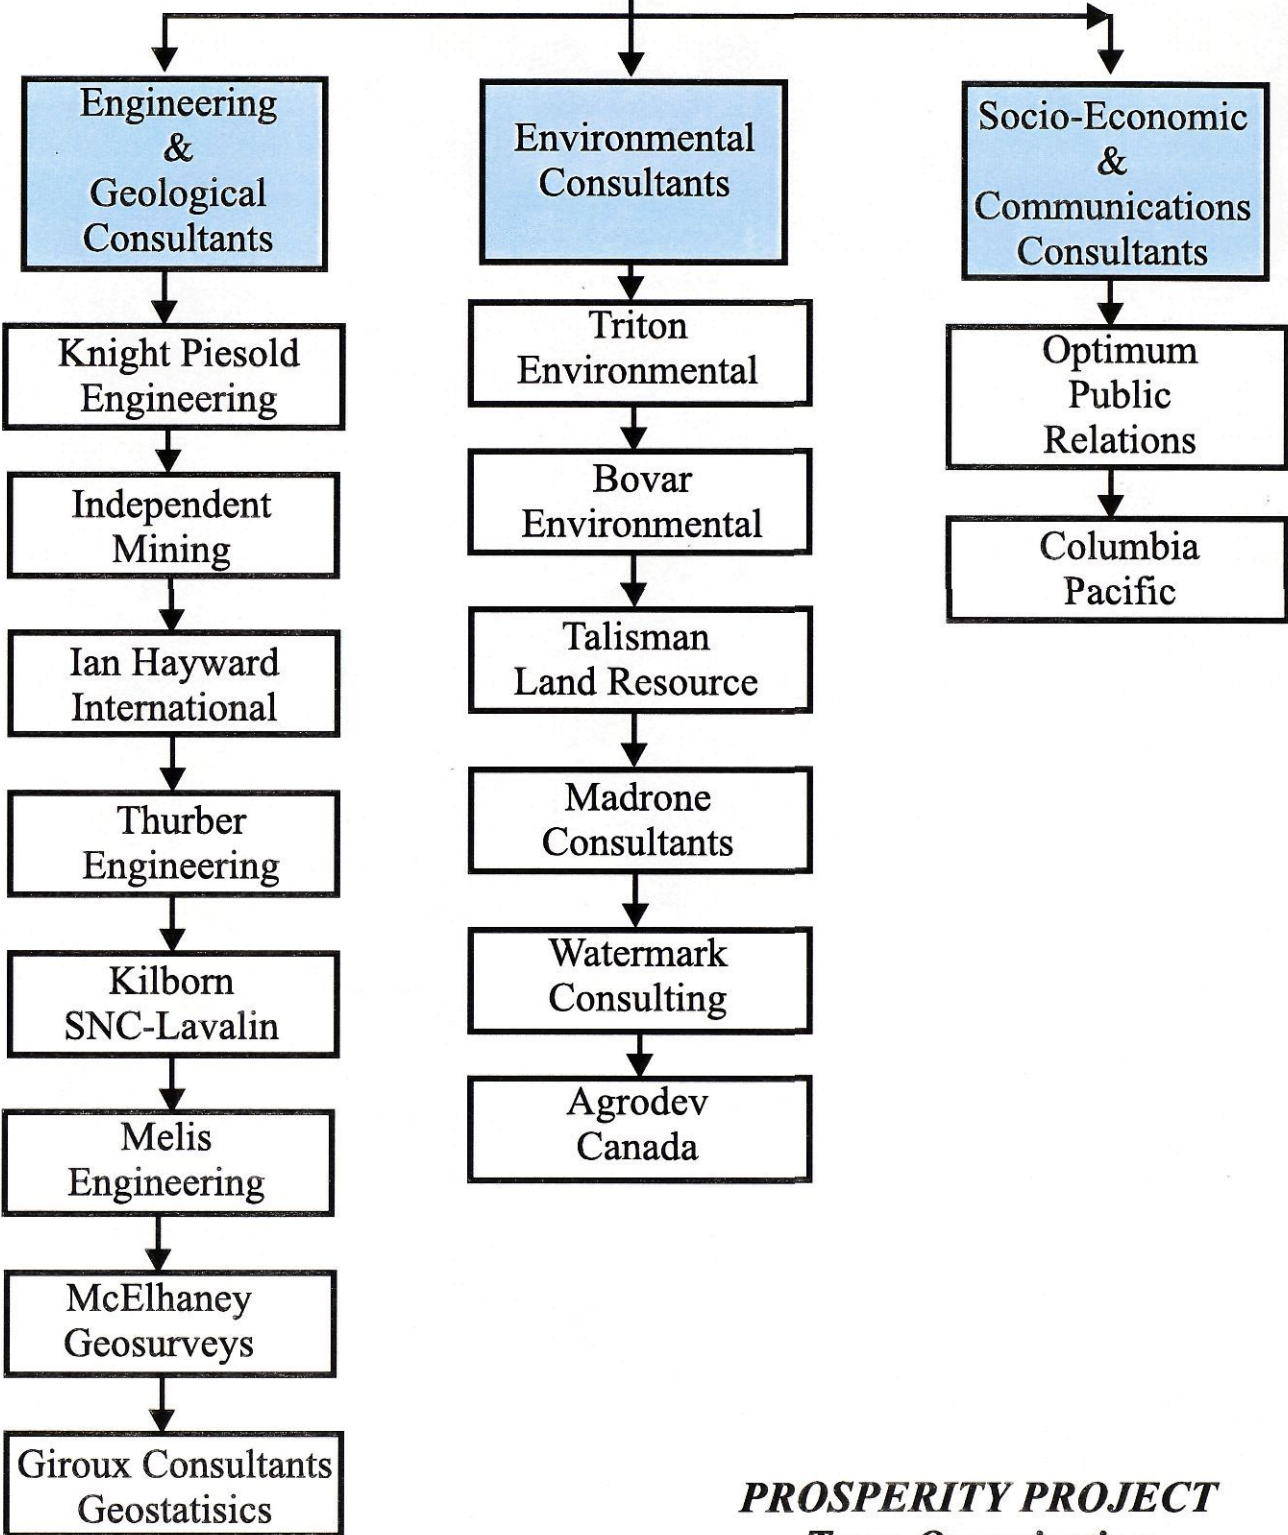 Engineering
&
Geological
Consultants
Knight Piesold
Engineering
Independent
Mining
Ian Hayward
International
Thurber
Engineering
Kilborn
SNC-Lavalin
Melis
Engineering
McElhaney
Geosurveys
Giroux Consultants
Geostatisics
Environmental
Consultants
Triton
Environmental
Bovar
Environmental
Talisman
Land Resource
Madrone
Consultants
Watermark
Consulting
Agrodev
Canada
Socio-Economic
&
Communications
Consultants
Optimum
Public
Relations
Columbia
Pacific
PROSPERITY PROJECT